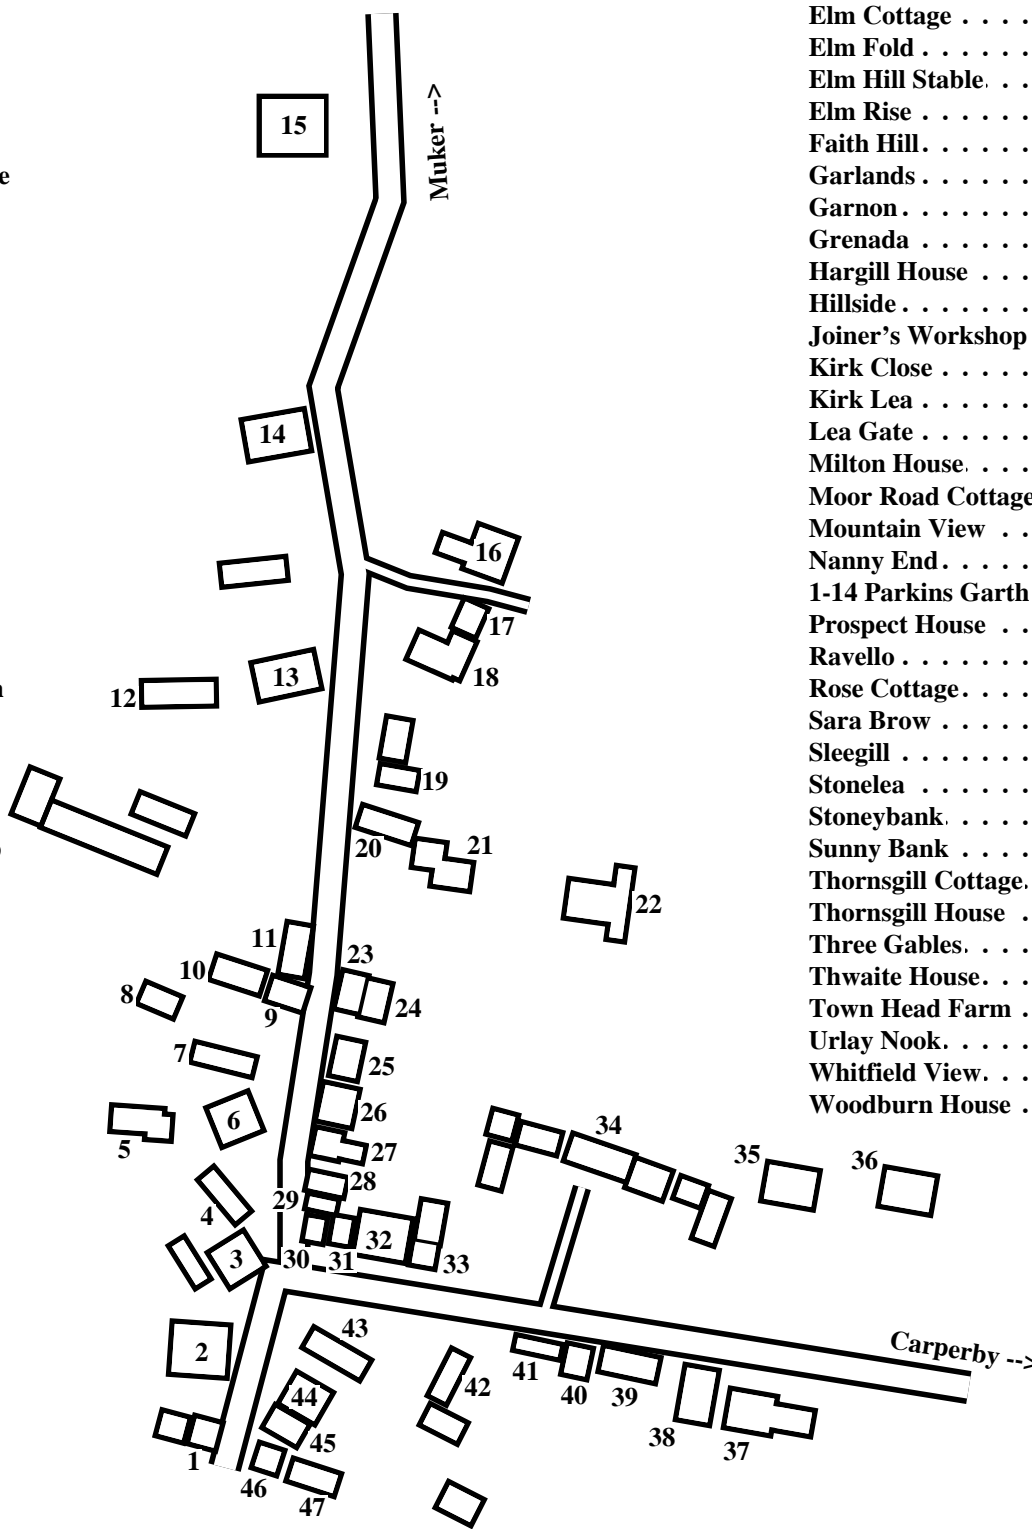 Elm Cottage . . . .
Elm Fold . . . . . .
Elm Hill Stable. . .
Elm Rise . . . . . .
Faith Hill. . . . . .
Garlands . . . . . .
Garnon. . . . . . .
Grenada . . . . . .
Hargill House . . .
Hillside . . . . . . .
Joiner's Workshop
Kirk Close . . . . .
Kirk Lea . . . . . .
Lea Gate . . . . . .
Milton House. . . .
Moor Road Cottage
Mountain View . .
Nanny End. . . . .
1-14 Parkins Garth
Prospect House . .
Ravello . . . . . . .
Rose Cottage. . . .
Sara Brow . . . . .
Sleegill . . . . . . .
Stonelea . . . . . .
Stoneybank. . . . .
Sunny Bank . . . .
Thornsgill Cottage.
Thornsgill House .
Three Gables. . . .
Thwaite House. . .
Town Head Farm .
Urlay Nook. . . . .
Whitfield View. . .
Woodburn House .
Muker -->
e
15
14
16
17
18
13
12
19
20
21
22
11
10
9
8
23
24
7
25
26
6
5
27
28
29
4
34
35
36
3
30
31
32
33
2
43
44
45
1
46
47
42
41
40
39
38
37
Carperby -->